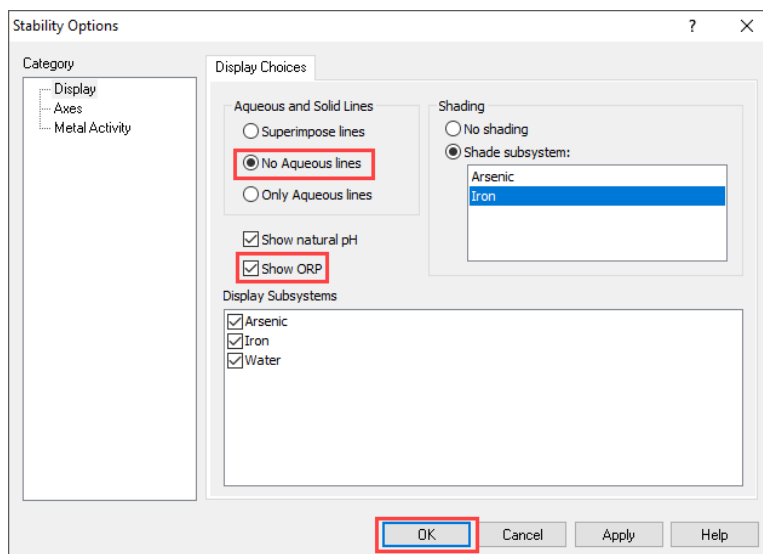 Stability Options
?
Category
Display
Axes
Metal Activity
Display Choices
Aqueous and Solid Lines
Superimpose lines
No Aqueous lines
Only Aqueous lines
Shading
No shading
Shade subsystem:
Arsenic
Iron
Show natural pH
Show ORP
Display Subsystems
Arsenic
Iron
Water
OK
Cancel
Apply
Help